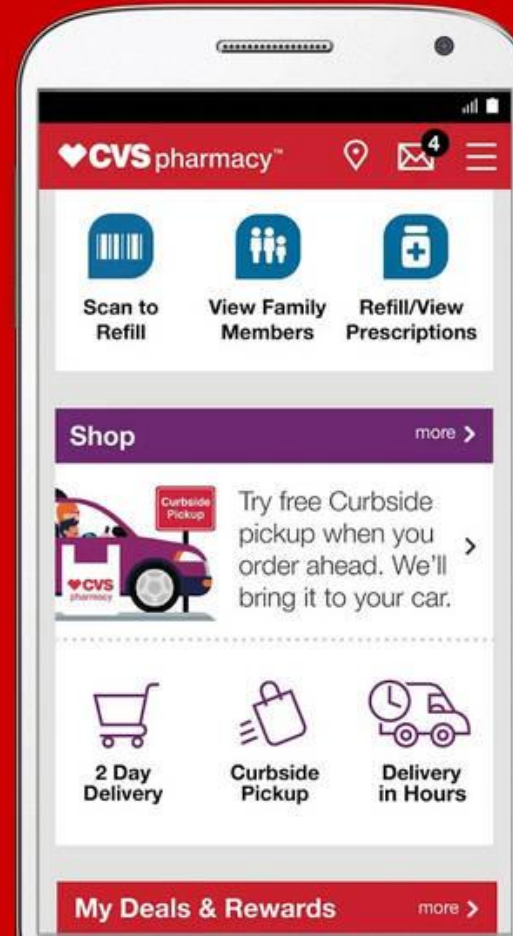 CVS pharmacy™
4
Scan to
Refill
View Family
Members
Refill/View
Prescriptions
Shop
more
Curbside
Pickup
CVS
pharmacy
Try free Curbside
pickup when you
order ahead. We'll
bring it to your car.
2 Day
Delivery
Curbside
Pickup
Delivery
in Hours
My Deals & Rewards
more